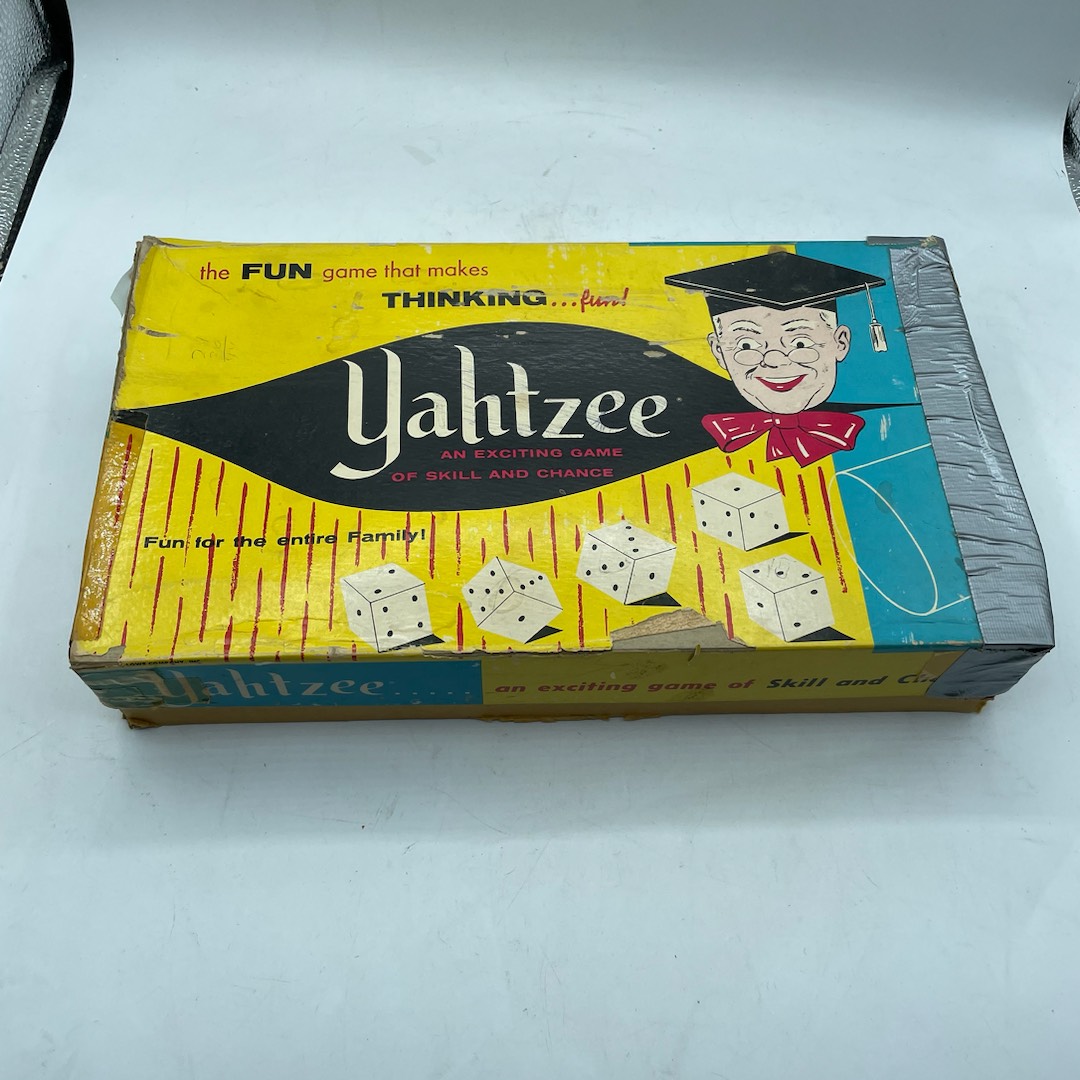 the FUN game that makes
THINKING...fun!
Yahtzee
AN EXCITING GAME
OF SKILL AND CHANCE
Fun for the entire Family!
Yahtzee...... an exciting game of Skill and